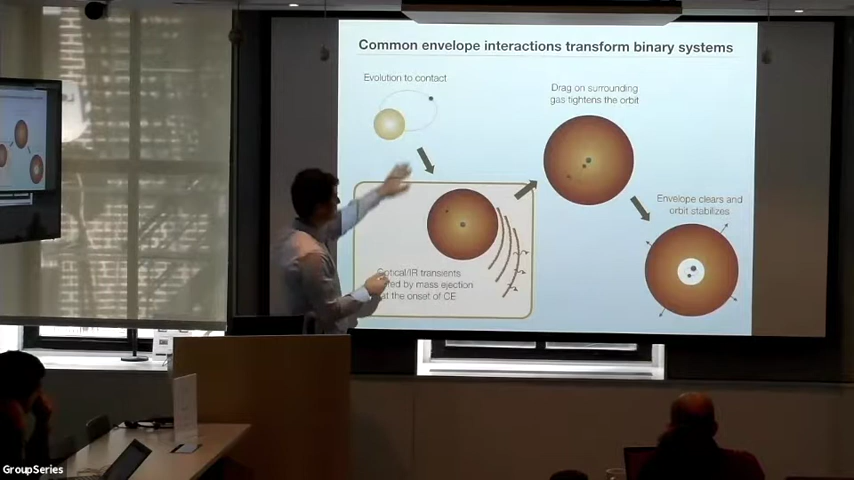 Common envelope interactions transform binary systems
Evolution to contact
Drag on surrounding
gas tightens the orbit
Envelope clears and
orbit stabilizes
Optical/IR transients
by mass ejection
at the onset of CE
GroupSeries